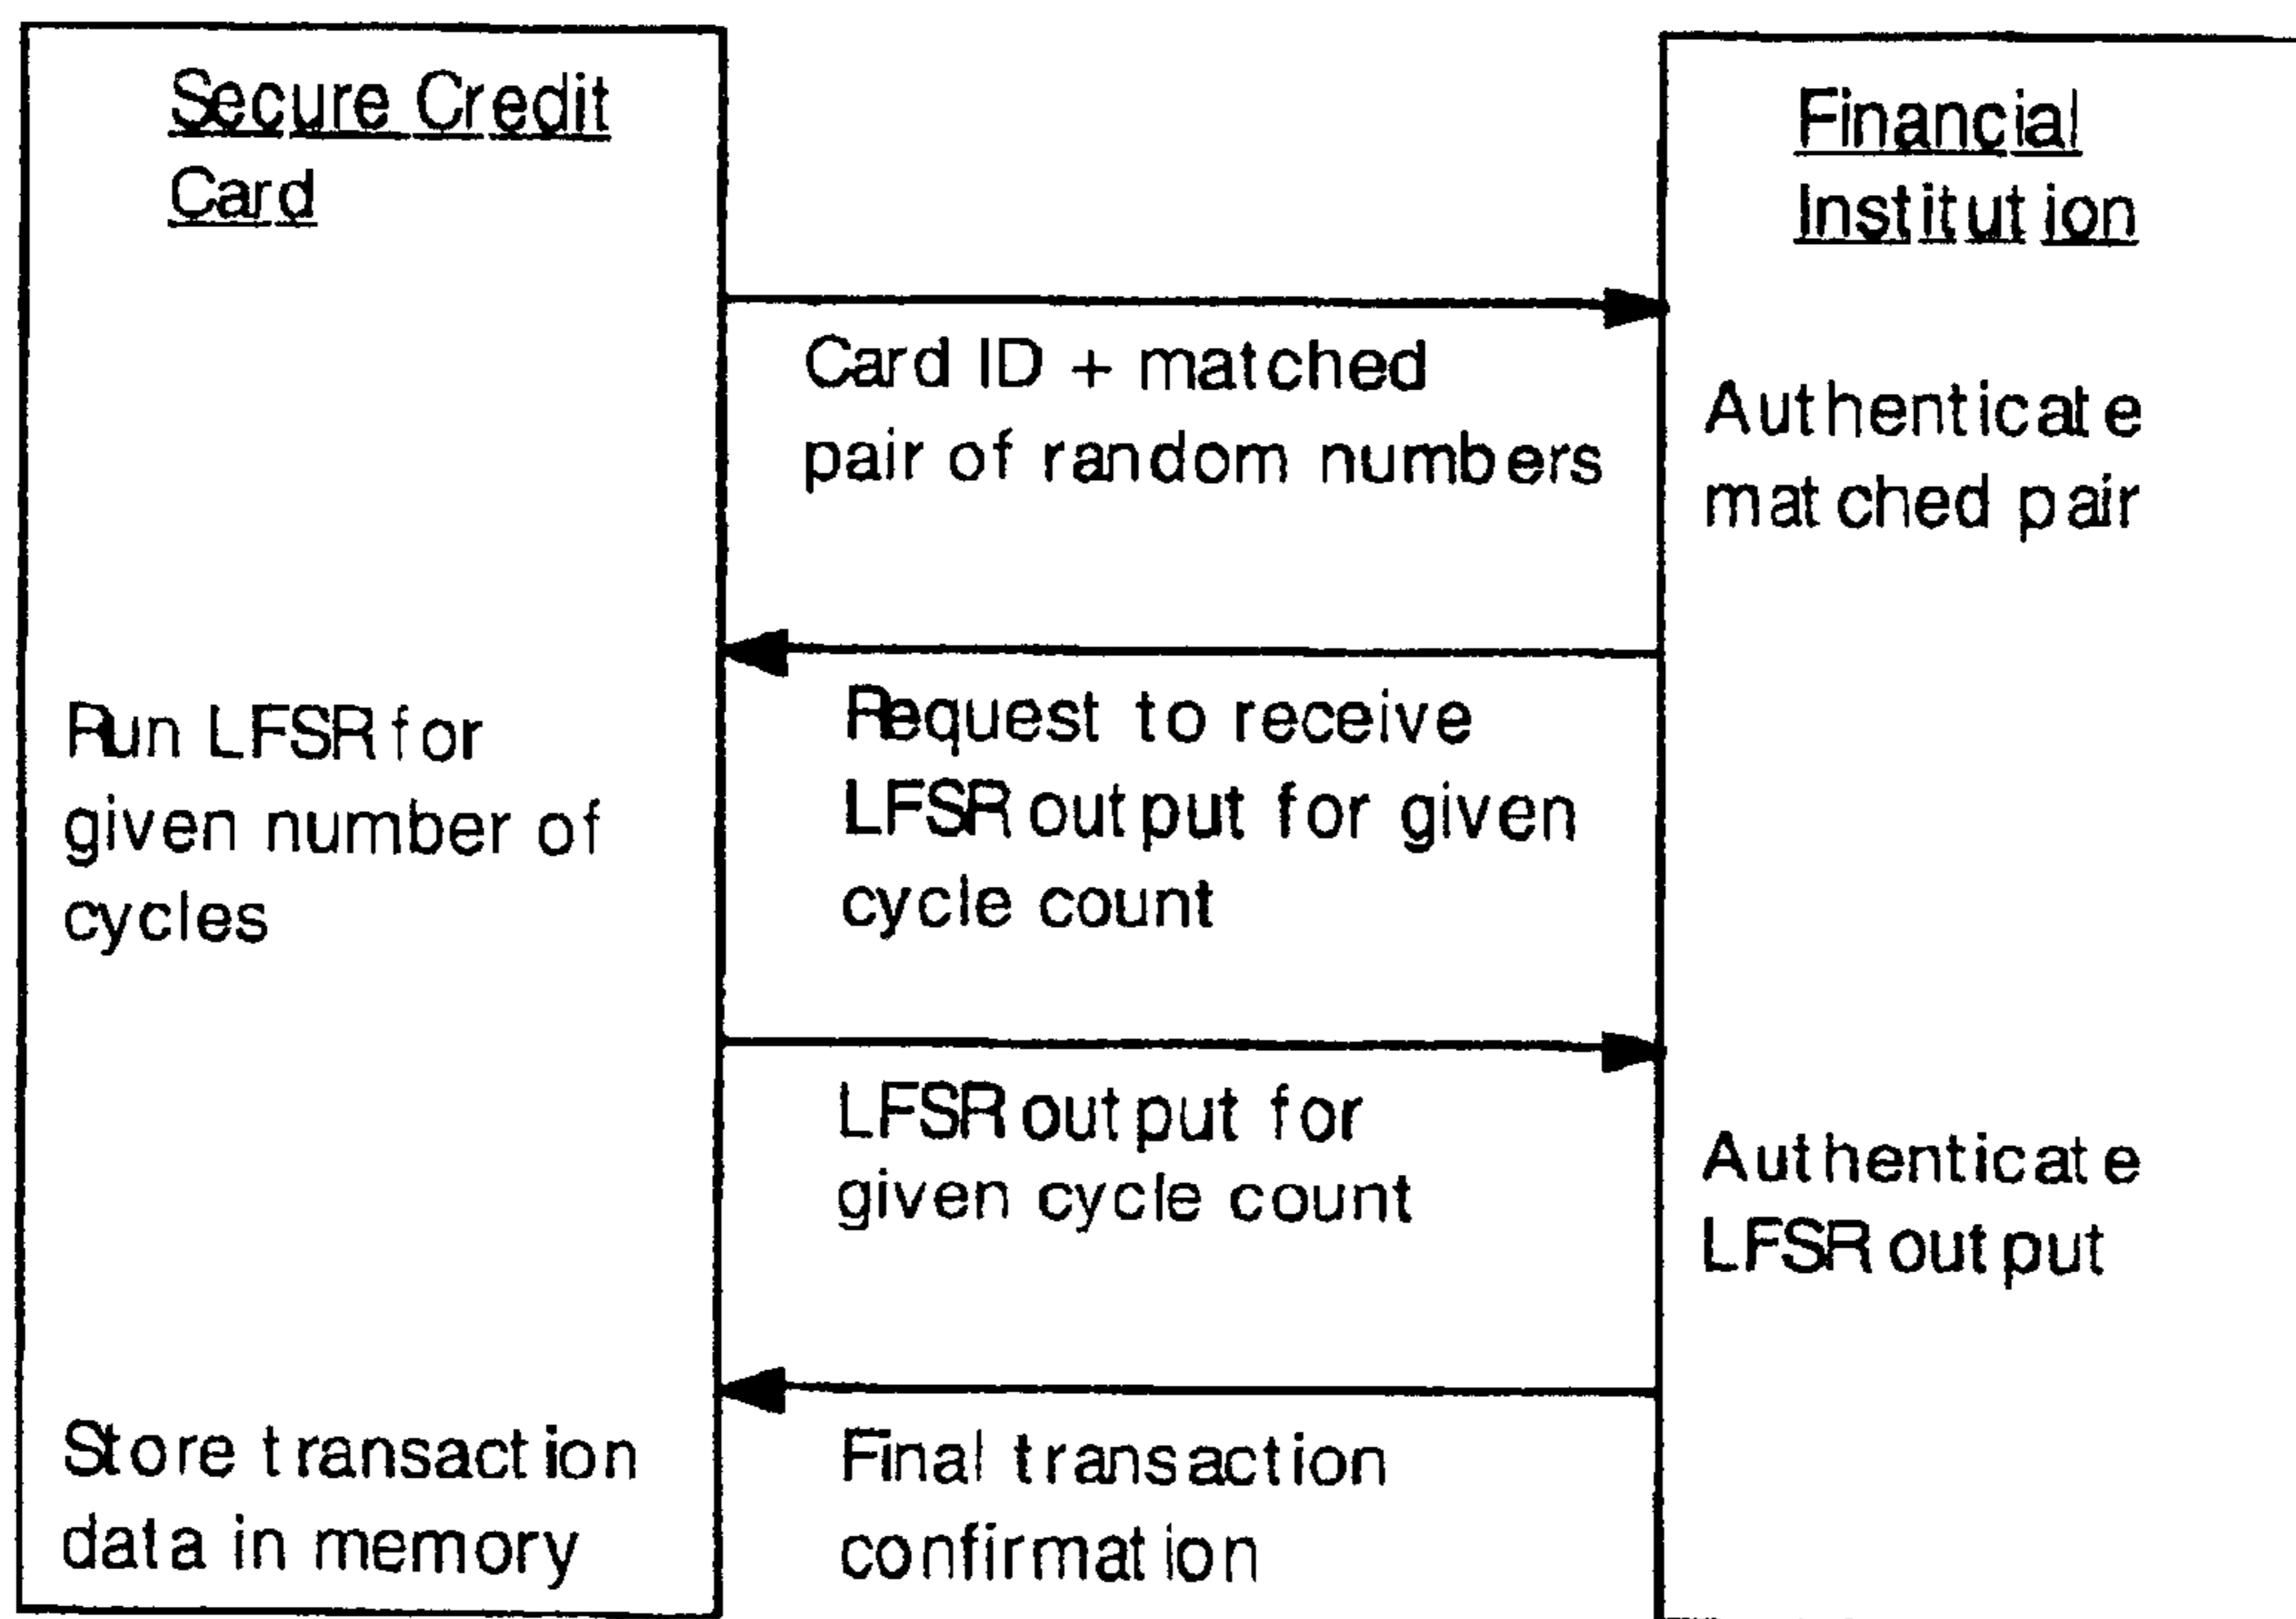 Secure Credit
Card
Financial
Institution
Card ID + matched
pair of random numbers
Authenticate
matched pair
Request to receive
LFSR output for given
cycle count
Run LFSR for
given number of
cycles
LFSR output for
given cycle count
Authenticate
LFSR output
Final transaction
confirmation
Store transaction
data in memory